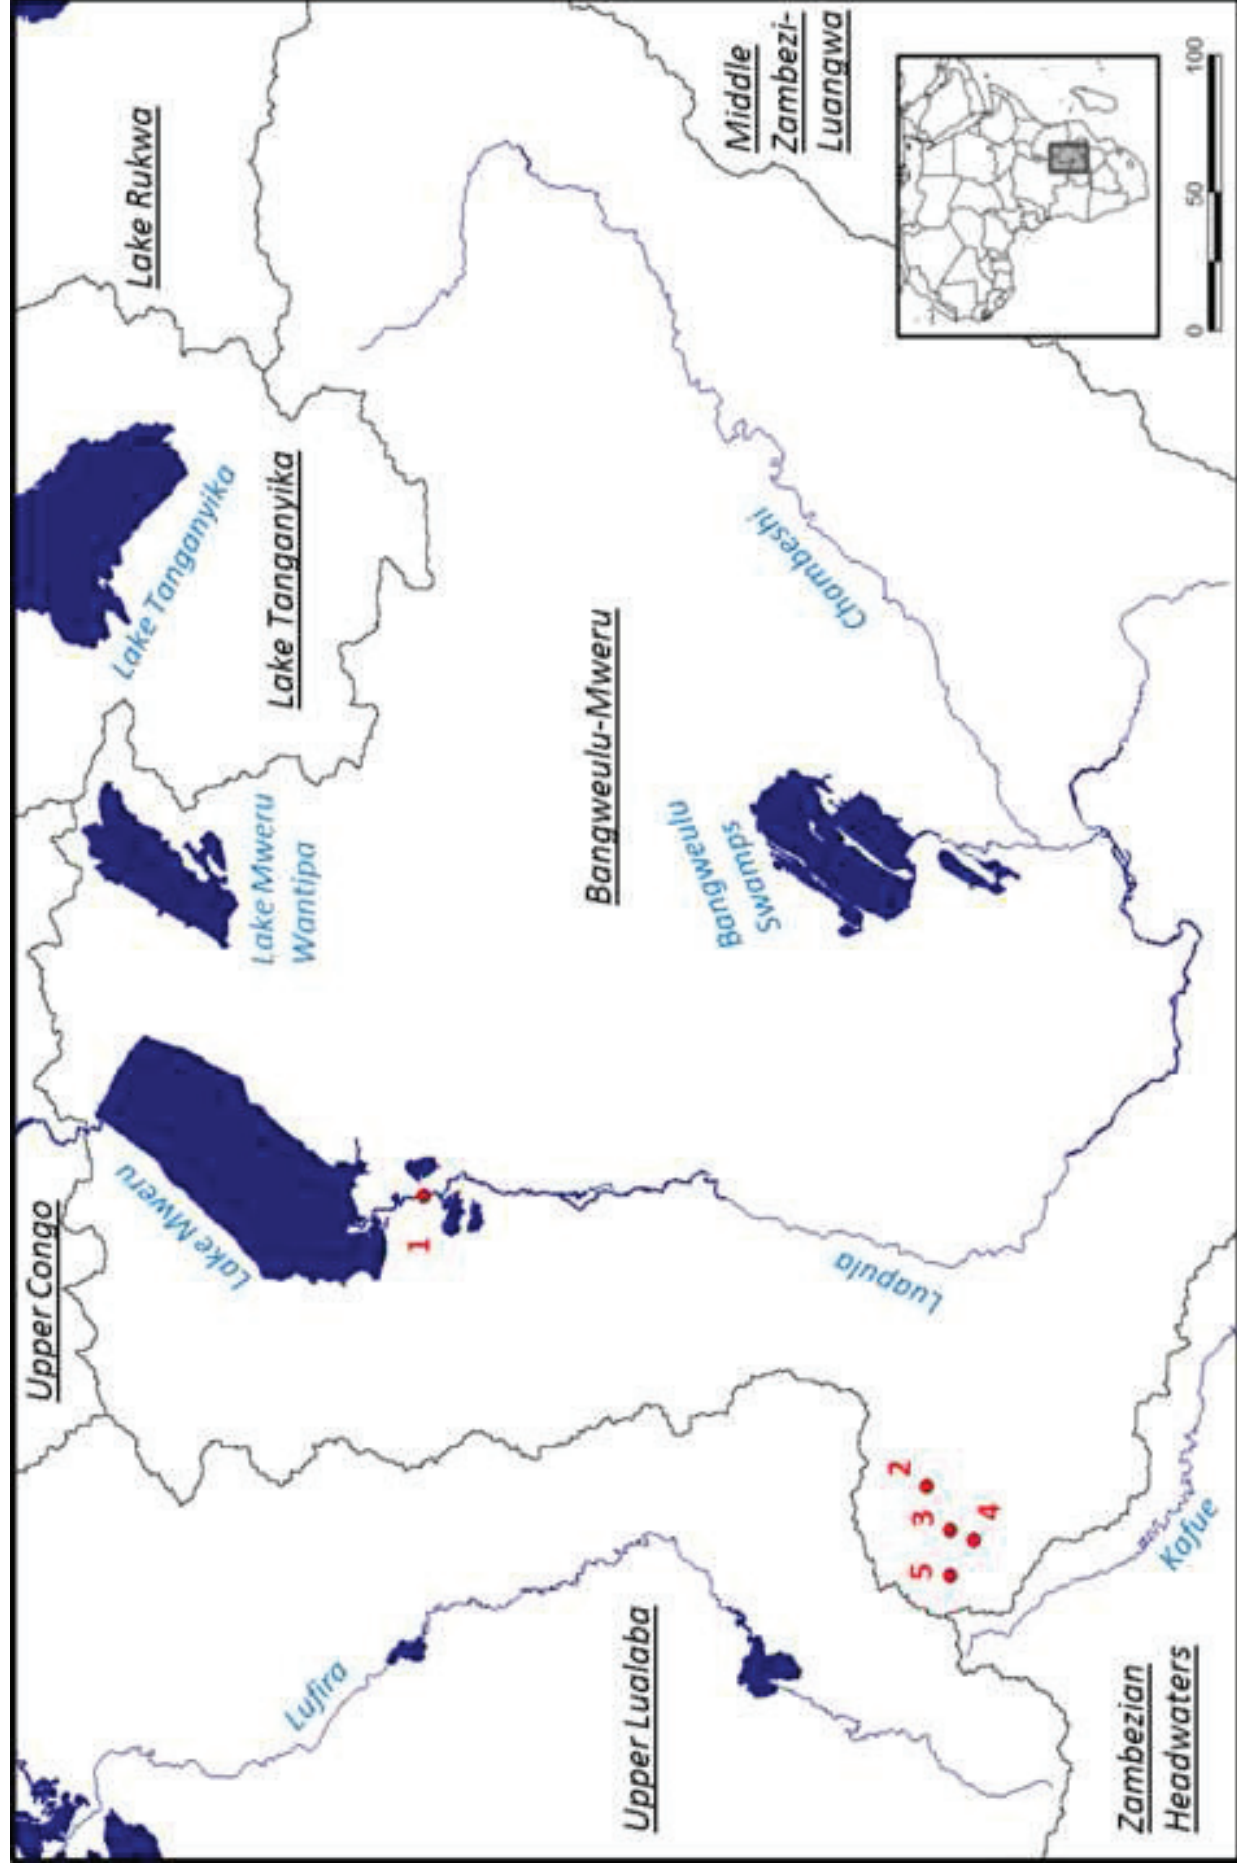 Upper Congo
Lake Rukwa
Lake Tanganyika
Lake Tanganyika
Lake Mweru
Wantipa
Lake Mweru
1
Middle
Zambezi-
Luangwa
Bangweulu-Mweru
Chambeshi
Bangweulu
Swamps
Luapula
Lufira
Upper Lualaba
2
3
4
5
Kafue
Zambezian
Headwaters
0
50
100